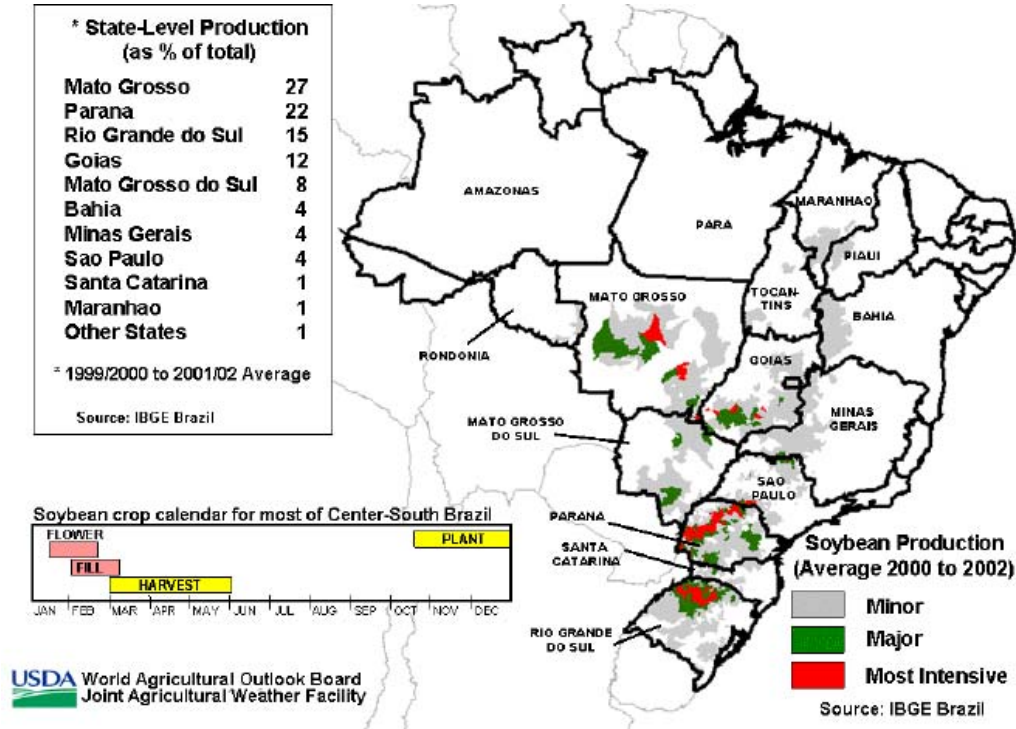 * State-Level Production
(as % of total)
Mato Grosso 27
Parana 22
Rio Grande do Sul 15
Goias 12
Mato Grosso do Sul 8
Bahia 4
Minas Gerais 4
Sao Paulo 4
Santa Catarina 1
Maranhao 1
Other States 1
* 1999/2000 to 2001/02 Average
Source: IBGE Brazil
AMAZONAS
PARA
MARANHAO
PIAUI
TOCAN-
TINS
BAHIA
MATO GROSSO
RONDONIA
GOIAS
MATO GROSSO
DO SUL
MINAS
GERAIS
SAO
PAULO
PARANA
SANTA
CATARINA
RIO GRANDE
DO SUL
Soybean crop calendar for most of Center-South Brazil
FLOWER
PLANT
FILL
HARVEST
JAN FEB MAR APR MAY JUN JUL AUG SEP OCT NOV DEC
Soybean Production
(Average 2000 to 2002)
Minor
Major
Most Intensive
Source: IBGE Brazil
USDA World Agricultural Outlook Board
Joint Agricultural Weather Facility